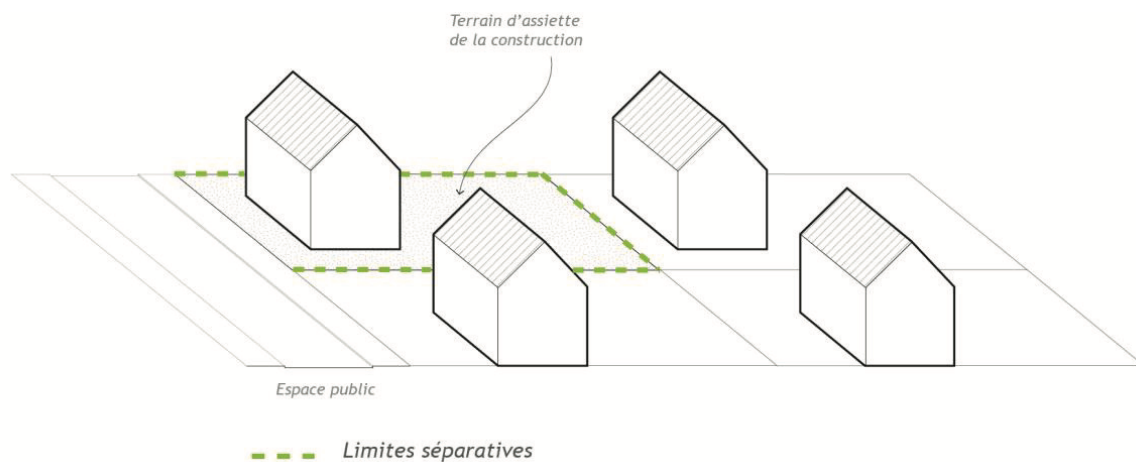 Terrain d'assiette
de la construction
Espace public
Limites séparatives